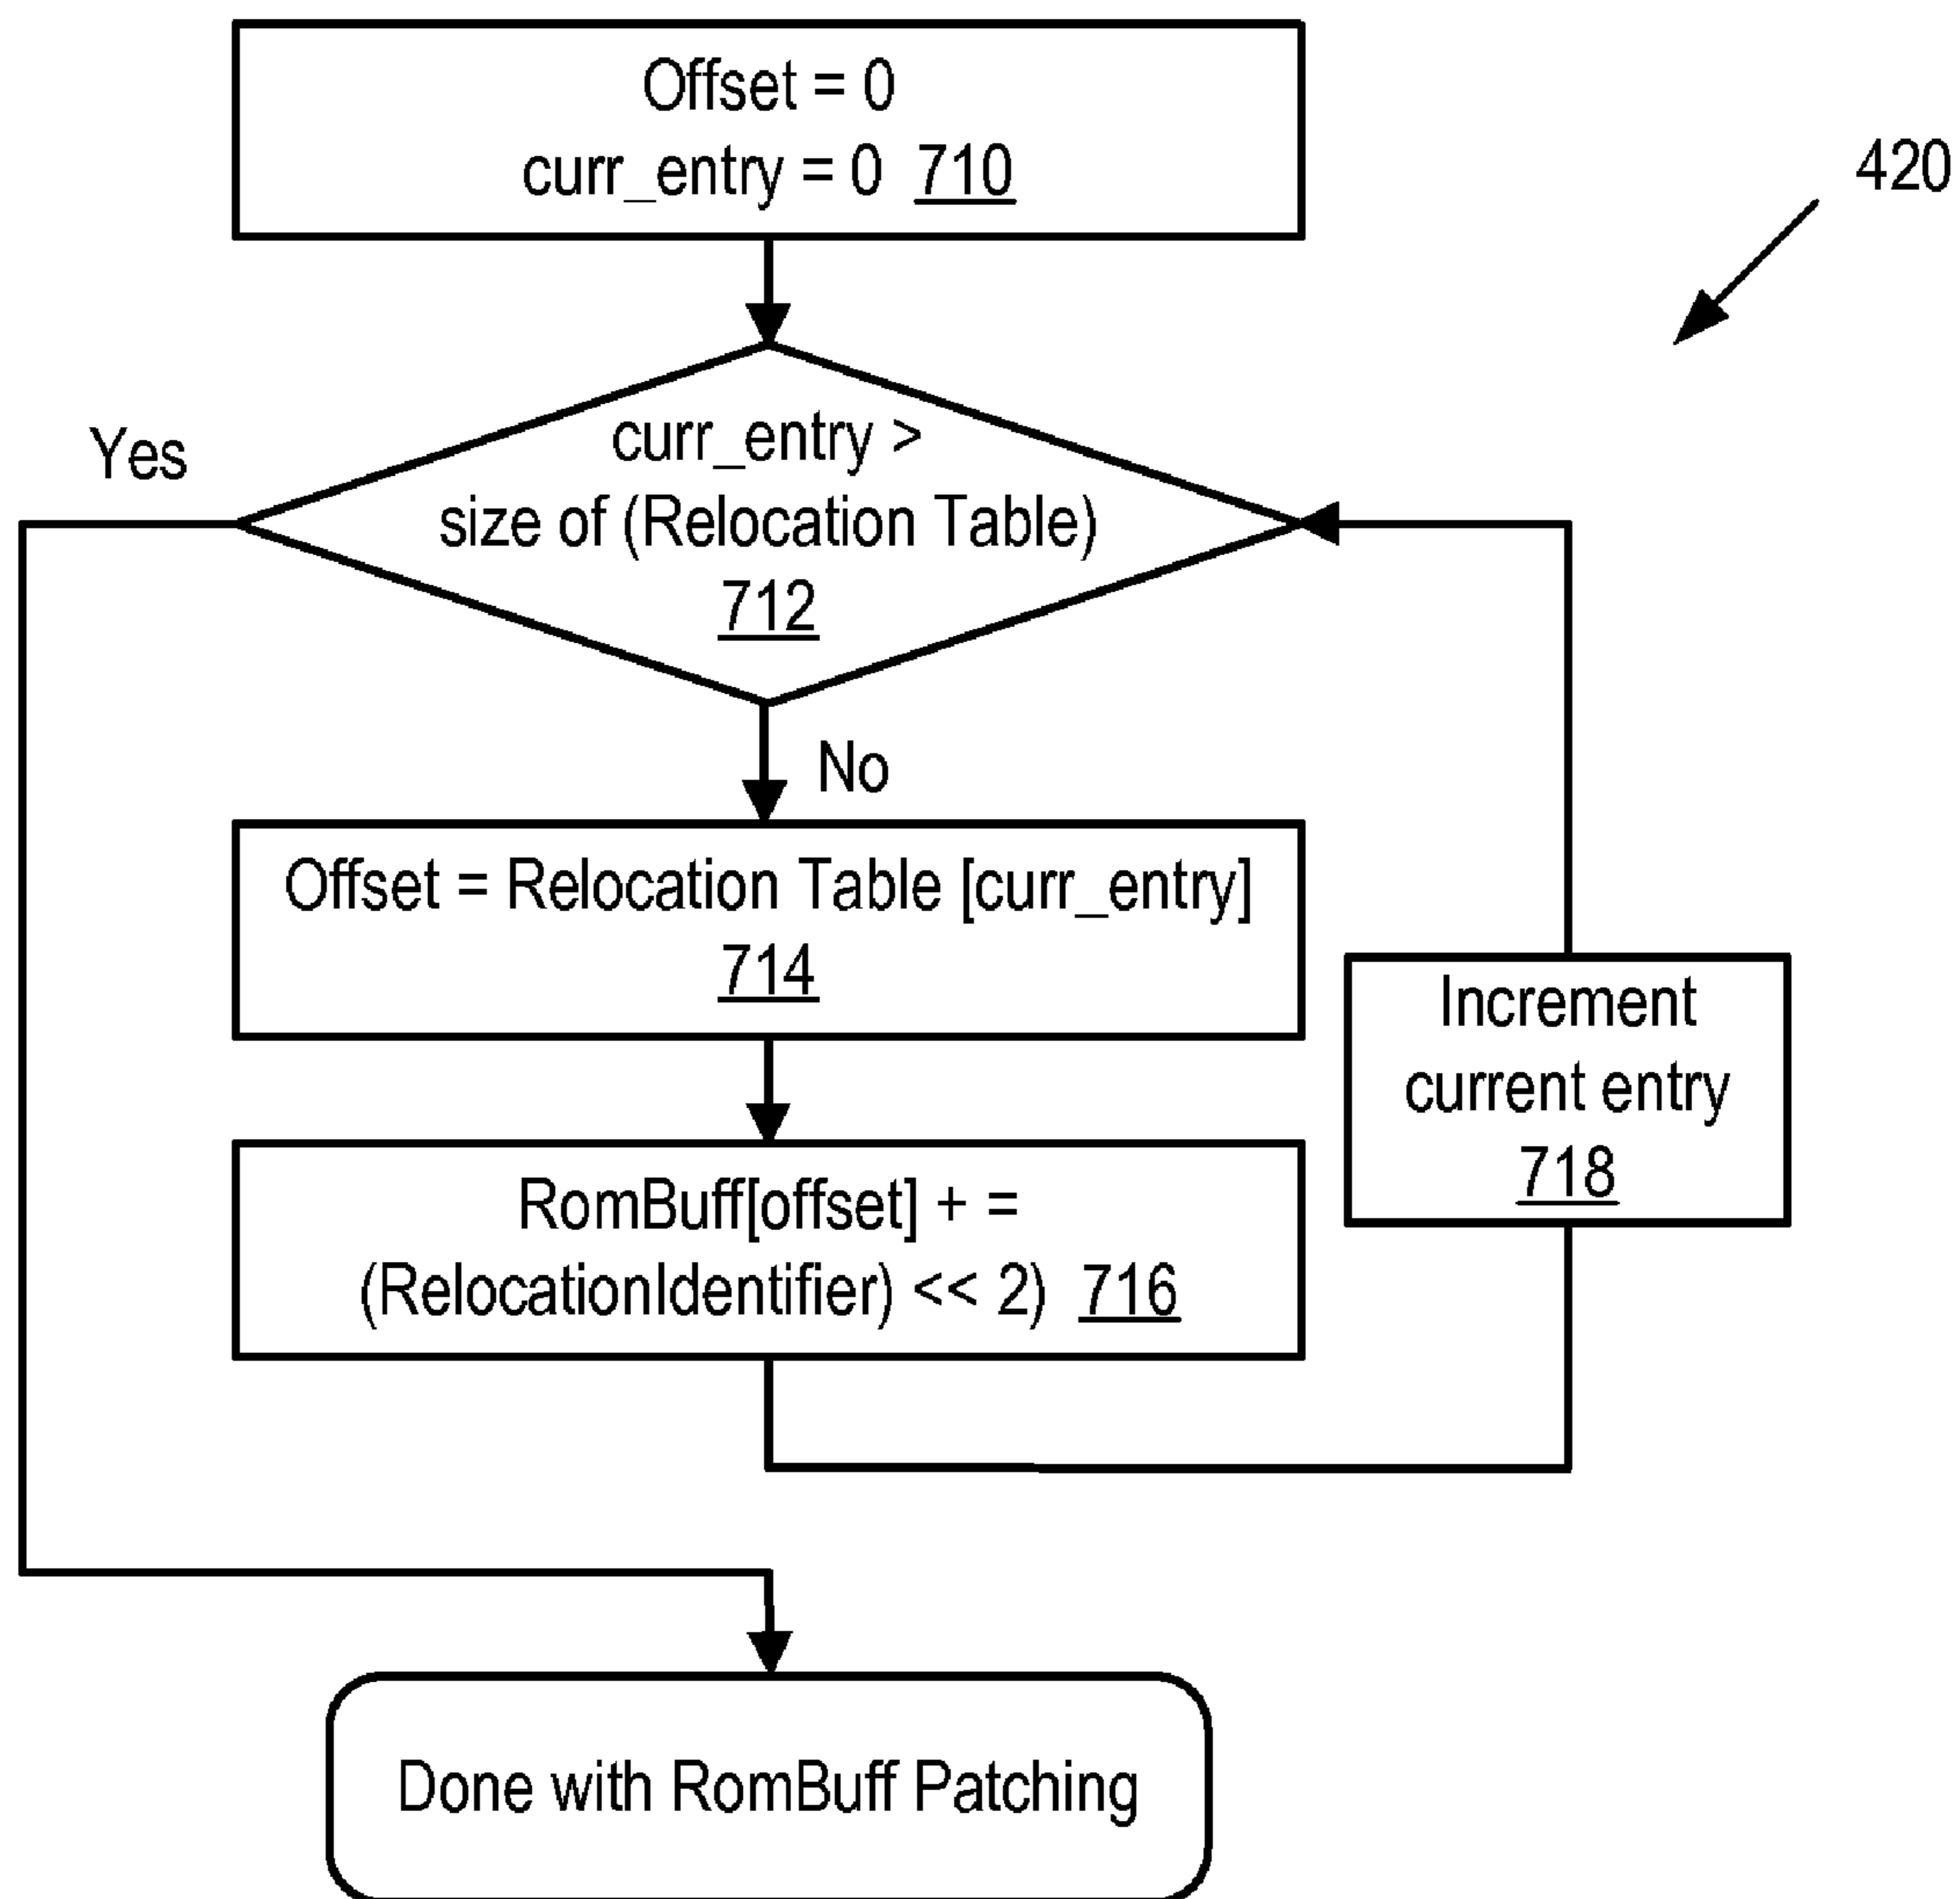 Offset = 0
curr_entry = 0 710
420
curr_entry >
size of (Relocation Table)
712
Yes
No
Offset = Relocation Table [curr_entry]
714
Increment
current entry
718
RomBuff[offset] + =
(RelocationIdentifier) << 2) 716
Done with RomBuff Patching